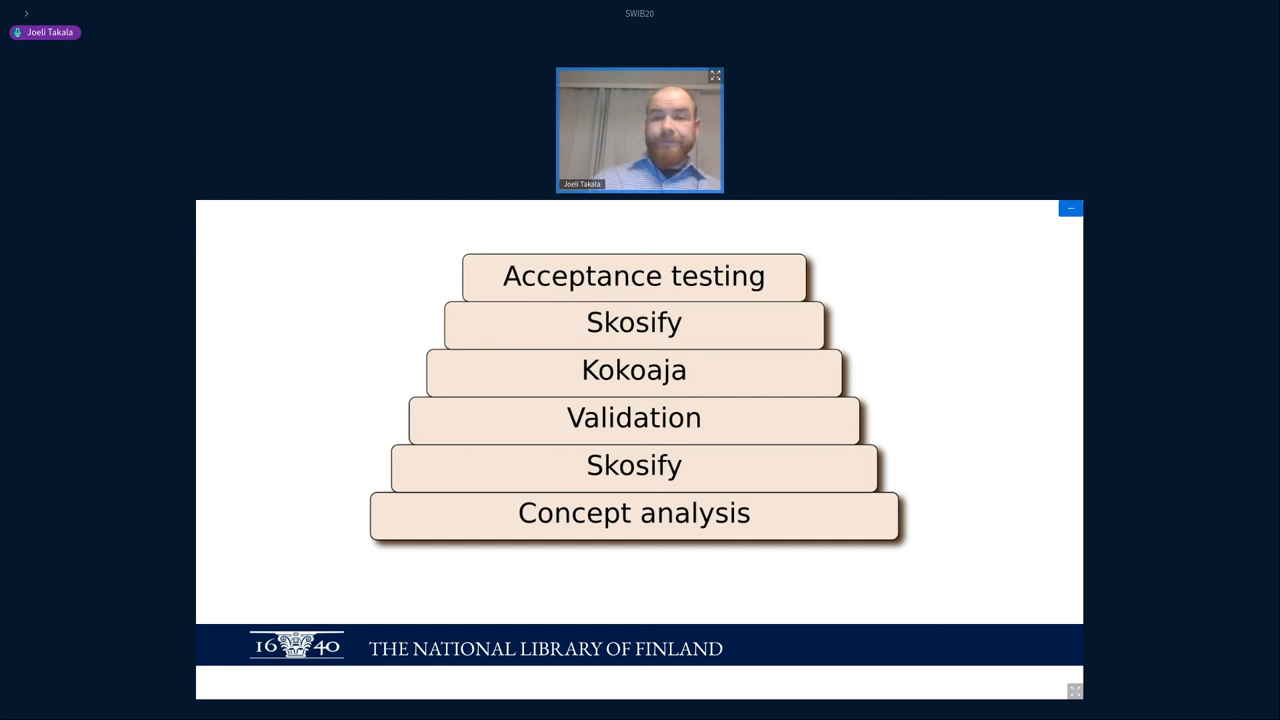 SWIB20
Joeli Takala
Joeli Takala
Acceptance testing
Skosify
Kokoaja
Validation
Skosify
Concept analysis
16 40
THE NATIONAL LIBRARY OF FINLAND